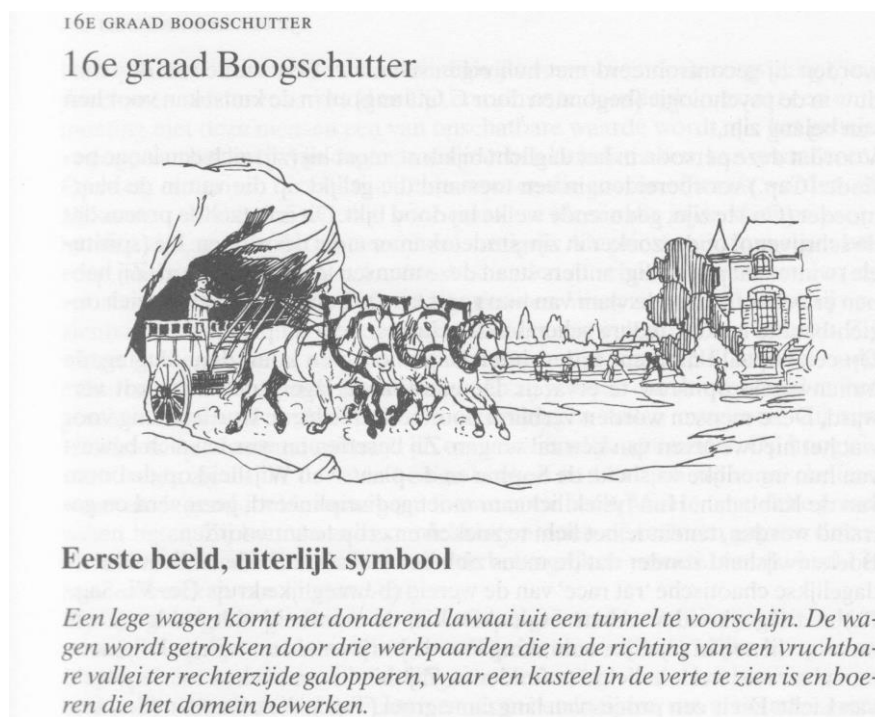 16E GRAAD BOOGSCHUTTER
16e graad Boogschutter
Eerste beeld, uiterlijk symbool
Een lege wagen komt met donderend lawaai uit een tunnel te voorschijn. De wa-
gen wordt getrokken door drie werkpaarden die in de richting van een vruchtba-
re vallei ter rechterzijde galopperen, waar een kasteel in de verte te zien is en boe-
ren die het domein bewerken.